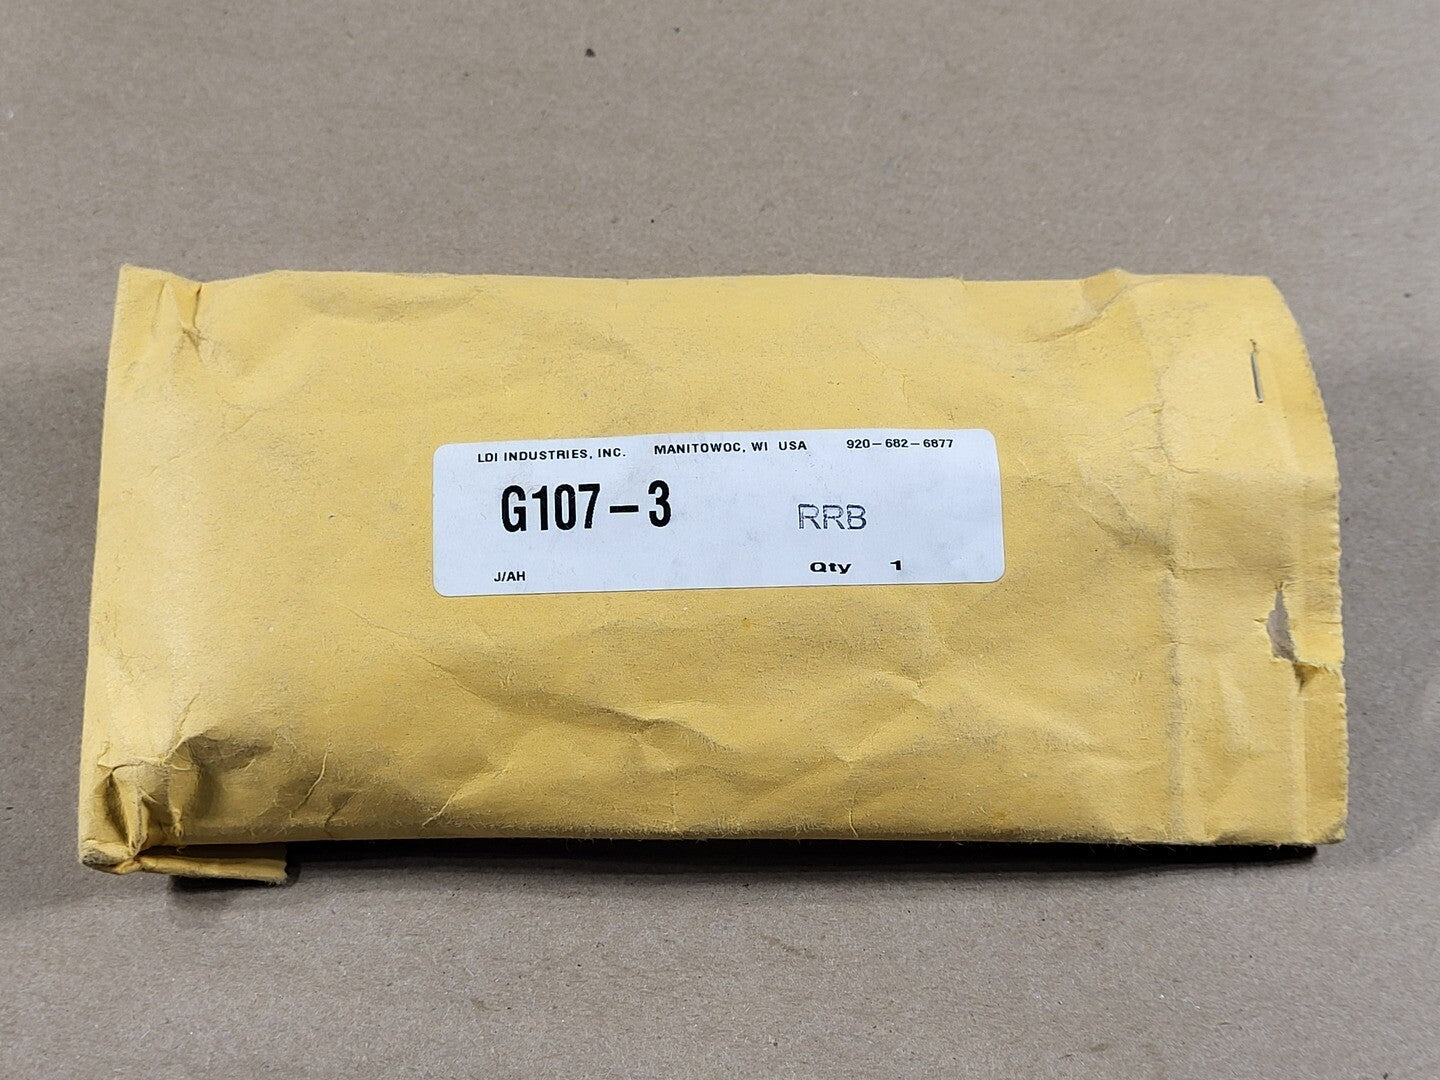 LDI INDUSTRIES, INC. MANITOWOC, WI USA 920-682-6877
G107-3 RRB
J/AH Qty 1